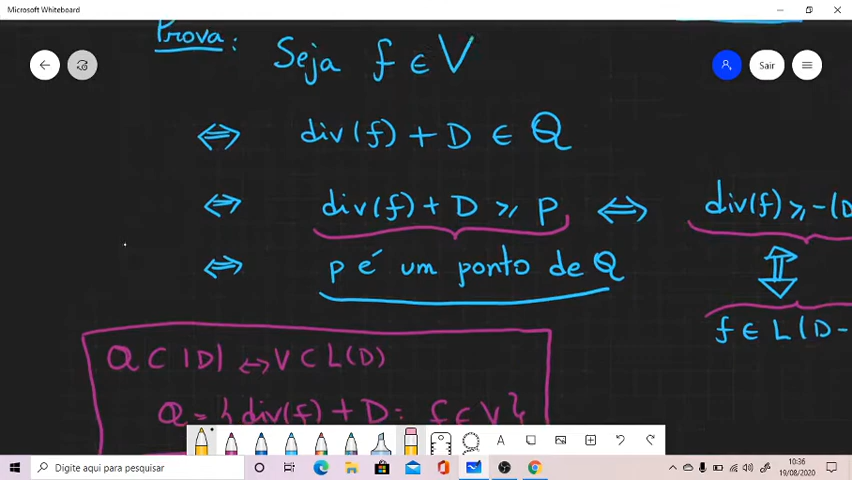 Microsoft Whiteboard
Prova:
Seja f ∈ V
Sair
⇔ div(f) + D ∈ Q
⇔ div(f) + D ⩾ p ⇔ div(f) ⩾ -(D
⇔ p é um ponto de Q
⇕
f ∈ L(D-
Q ⊂ |D| ↔ V ⊂ L(D)
Q = { div(f) + D : f ∈ V }
Digite aqui para pesquisar
10:36
19/08/2020